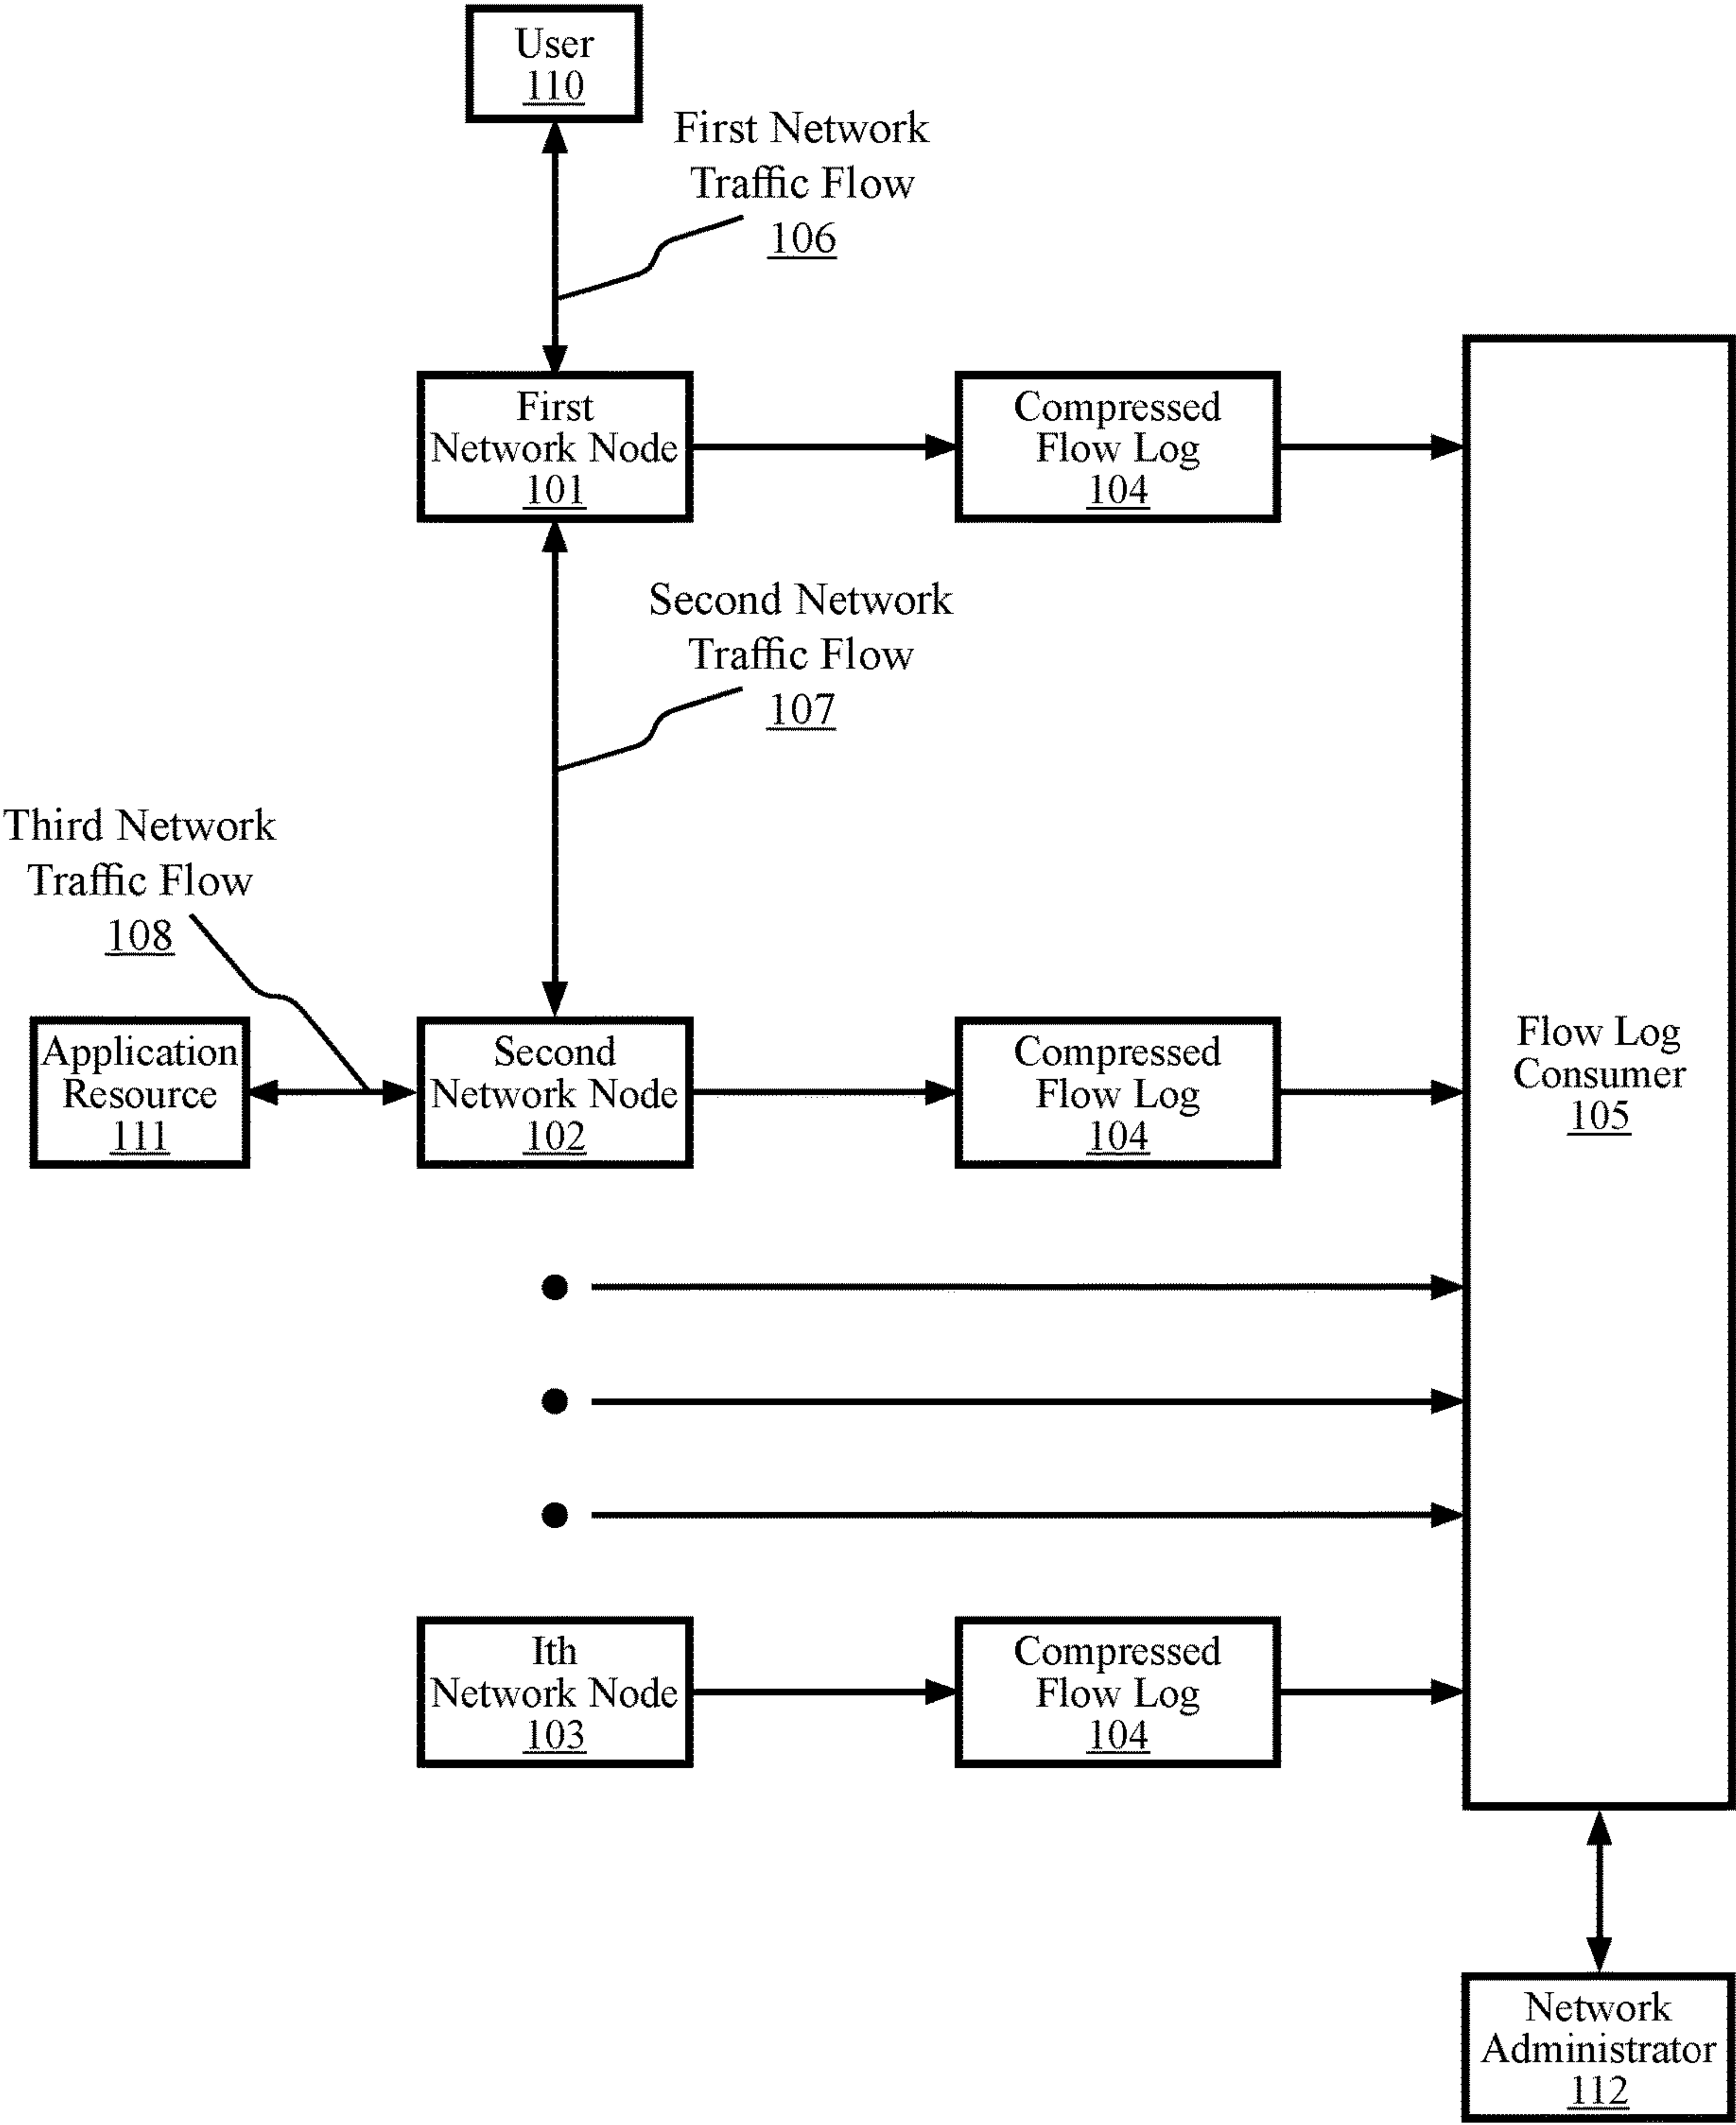 User
110
First Network
Traffic Flow
106
First
Network Node
101
Compressed
Flow Log
104
Second Network
Traffic Flow
107
Third Network
Traffic Flow
108
Application
Resource
111
Second
Network Node
102
Compressed
Flow Log
104
Flow Log
Consumer
105
Ith
Network Node
103
Compressed
Flow Log
104
Network
Administrator
112